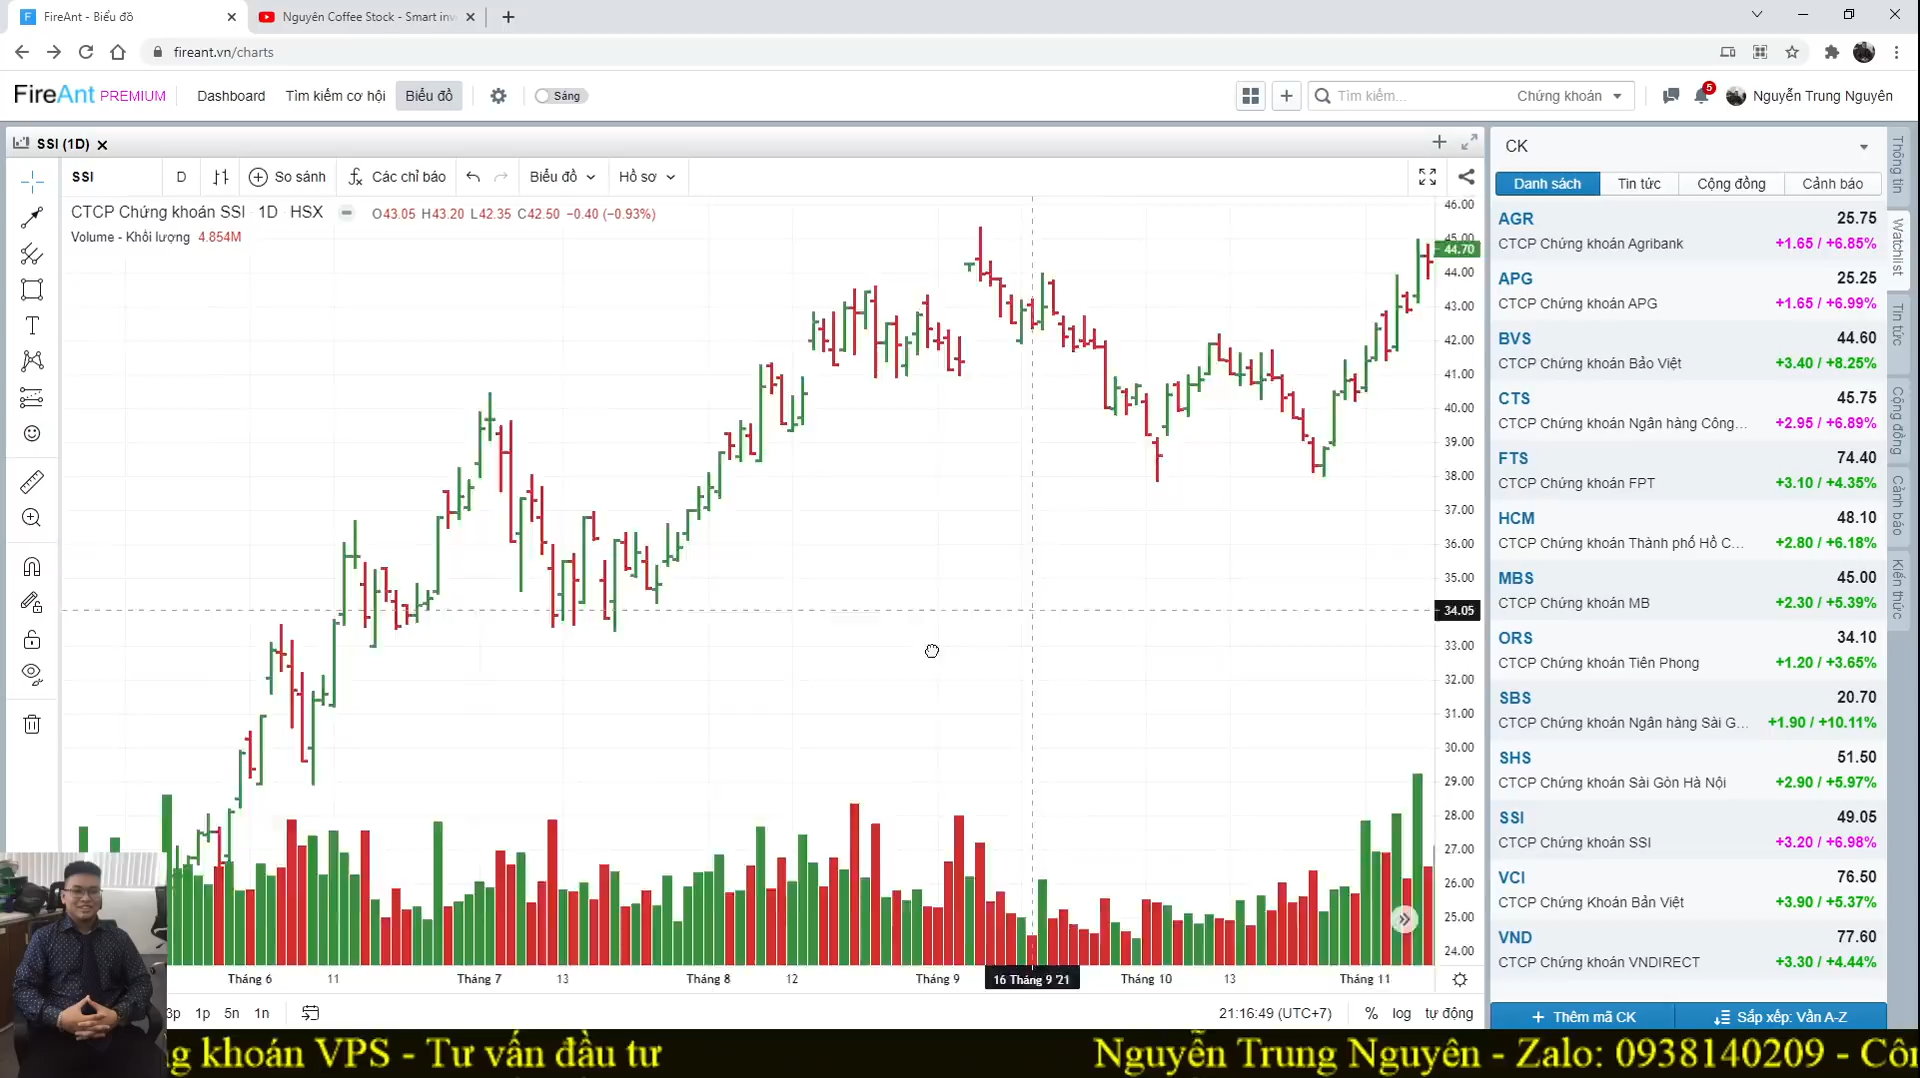 FireAnt - Biểu đồ
Nguyên Coffee Stock - Smart inv
fireant.vn/charts
FireAnt PREMIUM
Dashboard
Tìm kiếm cơ hội
Biểu đồ
Sáng
Tìm kiếm...
Chứng khoán
5
Nguyễn Trung Nguyên
SSI (1D)
SSI
D
So sánh
Các chỉ báo
Biểu đồ
Hồ sơ
CTCP Chứng khoán SSI 1D HSX
O43.05 H43.20 L42.35 C42.50 −0.40 (−0.93%)
Volume - Khối lượng 4.854M
46.00
45.00
44.70
44.00
43.00
42.00
41.00
40.00
39.00
38.00
37.00
36.00
35.00
34.05
33.00
32.00
31.00
30.00
29.00
28.00
27.00
26.00
25.00
24.00
Tháng 6
11
Tháng 7
13
Tháng 8
12
Tháng 9
16 Tháng 9 '21
Tháng 10
13
Tháng 11
3p
1p
5n
1n
21:16:49 (UTC+7)
%
log
tự động
CK
Danh sách
Tin tức
Cộng đồng
Cảnh báo
AGR 25.75
CTCP Chứng khoán Agribank +1.65 / +6.85%
APG 25.25
CTCP Chứng khoán APG +1.65 / +6.99%
BVS 44.60
CTCP Chứng khoán Bảo Việt +3.40 / +8.25%
CTS 45.75
CTCP Chứng khoán Ngân hàng Công... +2.95 / +6.89%
FTS 74.40
CTCP Chứng khoán FPT +3.10 / +4.35%
HCM 48.10
CTCP Chứng khoán Thành phố Hồ C... +2.80 / +6.18%
MBS 45.00
CTCP Chứng khoán MB +2.30 / +5.39%
ORS 34.10
CTCP Chứng khoán Tiên Phong +1.20 / +3.65%
SBS 20.70
CTCP Chứng khoán Ngân hàng Sài G... +1.90 / +10.11%
SHS 51.50
CTCP Chứng khoán Sài Gòn Hà Nội +2.90 / +5.97%
SSI 49.05
CTCP Chứng khoán SSI +3.20 / +6.98%
VCI 76.50
CTCP Chứng Khoán Bản Việt +3.90 / +5.37%
VND 77.60
CTCP Chứng khoán VNDIRECT +3.30 / +4.44%
Thêm mã CK
Sắp xếp: Vần A-Z
Thông tin
Watchlist
Tin tức
Cộng đồng
Cảnh báo
Kiến thức
g khoán VPS - Tư vấn đầu tư
Nguyễn Trung Nguyên - Zalo: 0938140209 - Côn